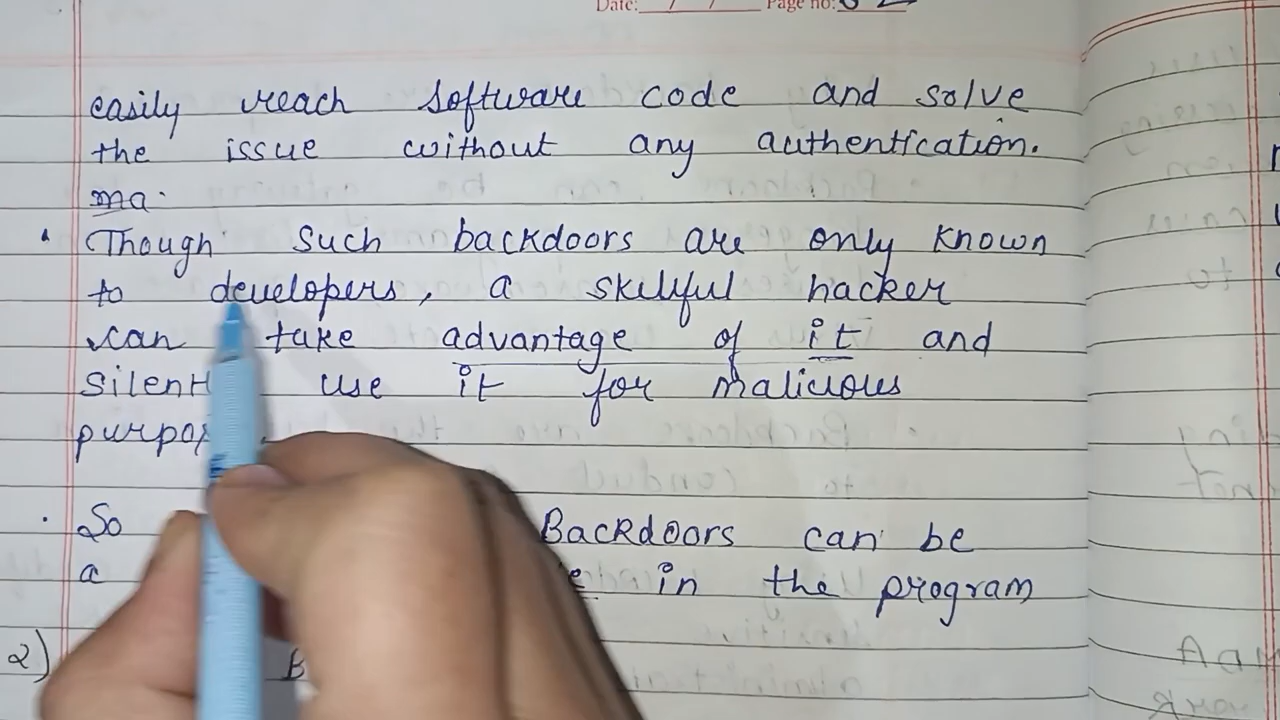 Date: / / Page no:
easily reach software code and solve
the issue without any authentication.
ma.
• Though such backdoors are only known
to developers, a skilful hacker
can take advantage of it and
silent use it for malicious
• So Backdoors can be
a in the program
2)